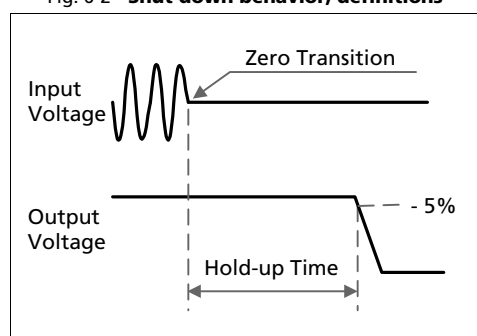 Fig. 6-2 Shut down behavior, definitions
Zero Transition
Input
Voltage
- 5%
Output
Voltage
Hold-up Time